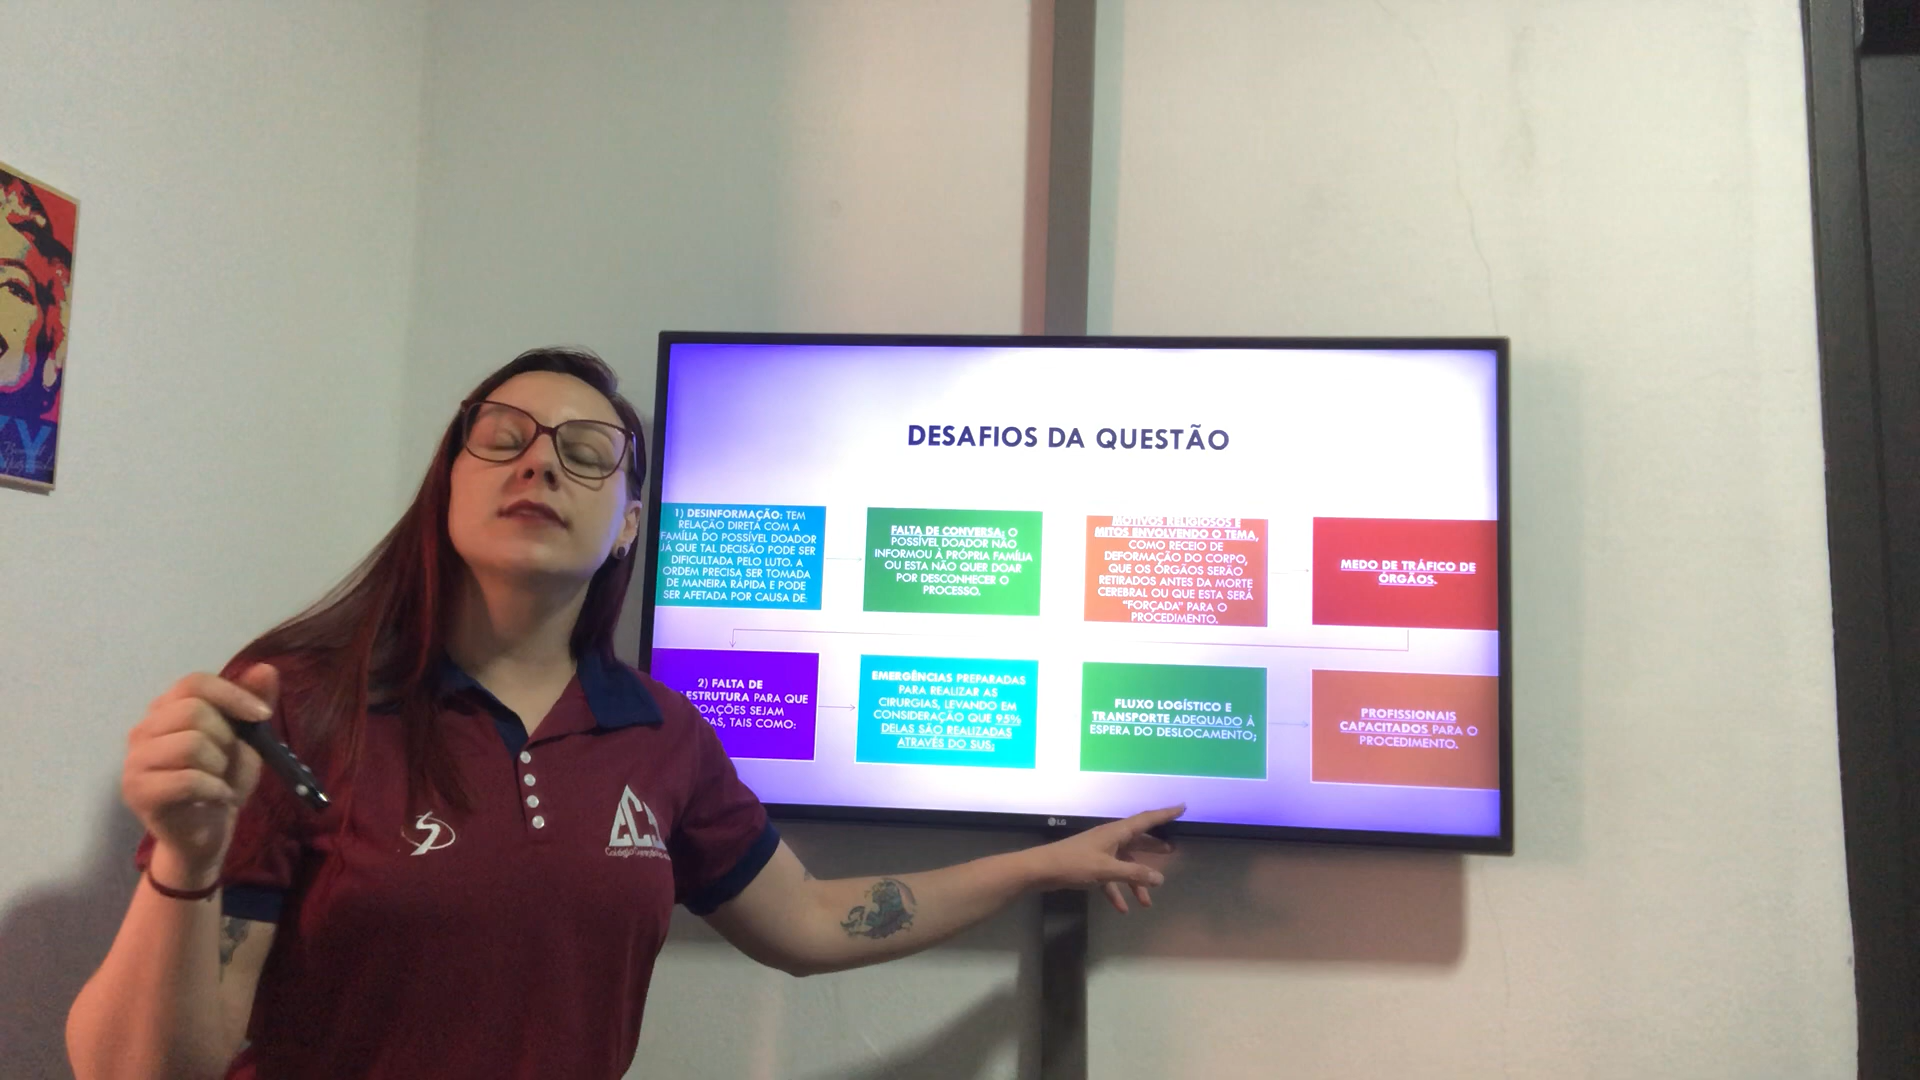 DESAFIOS DA QUESTÃO
1) DESINFORMAÇÃO: TEM
RELAÇÃO DIRETA COM A
FAMÍLIA DO POSSÍVEL DOADOR
JÁ QUE TAL DECISÃO PODE SER
DIFICULTADA PELO LUTO. A
ORDEM PRECISA SER TOMADA
DE MANEIRA RÁPIDA E PODE
SER AFETADA POR CAUSA DE:
FALTA DE CONVERSA: O
POSSÍVEL DOADOR NÃO
INFORMOU À PRÓPRIA FAMÍLIA
OU ESTA NÃO QUER DOAR
POR DESCONHECER O
PROCESSO.
MOTIVOS RELIGIOSOS E
MITOS ENVOLVENDO O TEMA,
COMO RECEIO DE
DEFORMAÇÃO DO CORPO,
QUE OS ÓRGÃOS SERÃO
RETIRADOS ANTES DA MORTE
CEREBRAL OU QUE ESTA SERÁ
“FORÇADA” PARA O
PROCEDIMENTO.
MEDO DE TRÁFICO DE
ÓRGÃOS.
2) FALTA DE
ESTRUTURA PARA QUE
DOAÇÕES SEJAM
TAIS COMO:
EMERGÊNCIAS PREPARADAS
PARA REALIZAR AS
CIRURGIAS, LEVANDO EM
CONSIDERAÇÃO QUE 95%
DELAS SÃO REALIZADAS
ATRAVÉS DO SUS;
FLUXO LOGÍSTICO E
TRANSPORTE ADEQUADO À
ESPERA DO DESLOCAMENTO;
PROFISSIONAIS
CAPACITADOS PARA O
PROCEDIMENTO.
LG